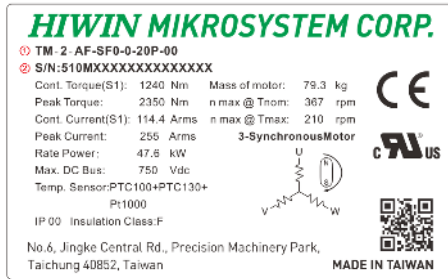 HIWIN MIKROSYSTEM CORP.
① TM-2-AF-SF0-0-20P-00
② S/N:510MXXXXXXXXXXXXXX
Cont. Torque(S1): 1240 Nm Mass of motor: 79.3 kg
Peak Torque: 2350 Nm n max @ Tnom: 367 rpm
Cont. Current(S1): 114.4 Arms n max @ Tmax: 210 rpm
Peak Current: 255 Arms 3-SynchronousMotor
Rate Power: 47.6 kW
Max. DC Bus: 750 Vdc
Temp. Sensor:PTC100+PTC130+
Pt1000
IP 00 Insulation Class:F
U
N
S
V
W
CE
c RU US
No.6, Jingke Central Rd., Precision Machinery Park,
Taichung 40852, Taiwan
MADE IN TAIWAN